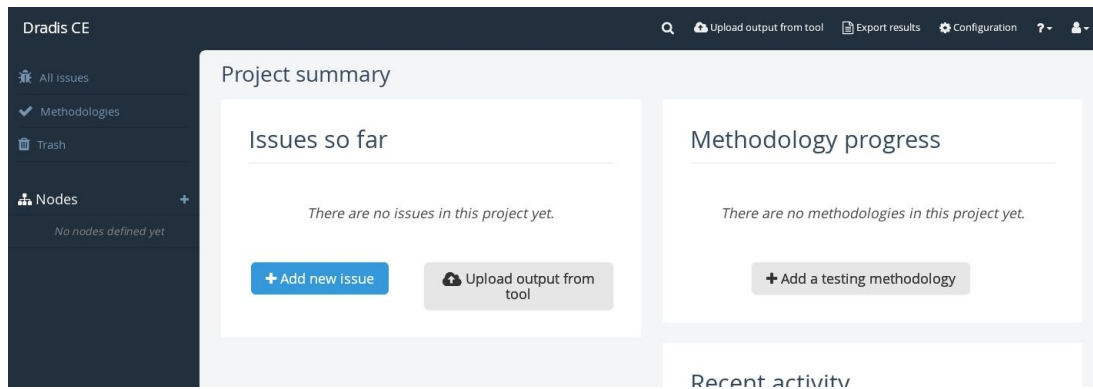 Dradis CE
Upload output from tool
Export results
Configuration
?
All issues
Methodologies
Trash
Nodes
+
No nodes defined yet
Project summary
Issues so far
There are no issues in this project yet.
+ Add new issue
Upload output from
tool
Methodology progress
There are no methodologies in this project yet.
+ Add a testing methodology
Recent activity